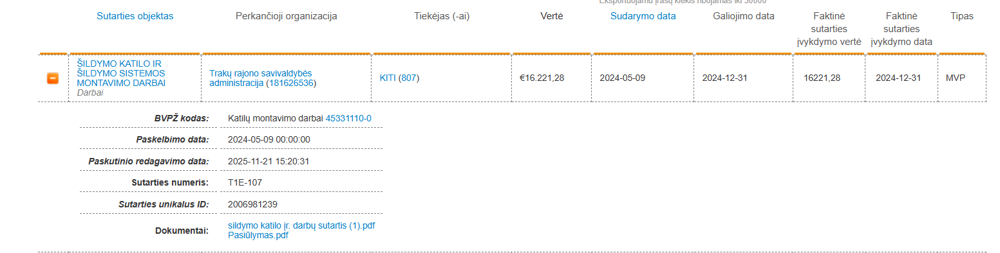 Eksportuojamų įrašų kiekis ribojamas iki 50000
Sutarties objektas
Perkančioji organizacija
Tiekėjas (-ai)
Vertė
Sudarymo data
Galiojimo data
Faktinė
sutarties
įvykdymo vertė
Faktinė
sutarties
įvykdymo data
Tipas
ŠILDYMO KATILO IR
ŠILDYMO SISTEMOS
MONTAVIMO DARBAI
Darbai
Trakų rajono savivaldybės
administracija (181626536)
KITI (807)
€16.221,28
2024-05-09
2024-12-31
16221,28
2024-12-31
MVP
BVPŽ kodas: Katilų montavimo darbai 45331110-0
Paskelbimo data: 2024-05-09 00:00:00
Paskutinio redagavimo data: 2025-11-21 15:20:31
Sutarties numeris: T1E-107
Sutarties unikalus ID: 2006981239
Dokumentai: sildymo katilo įr. darbų sutartis (1).pdf
Pasiūlymas.pdf